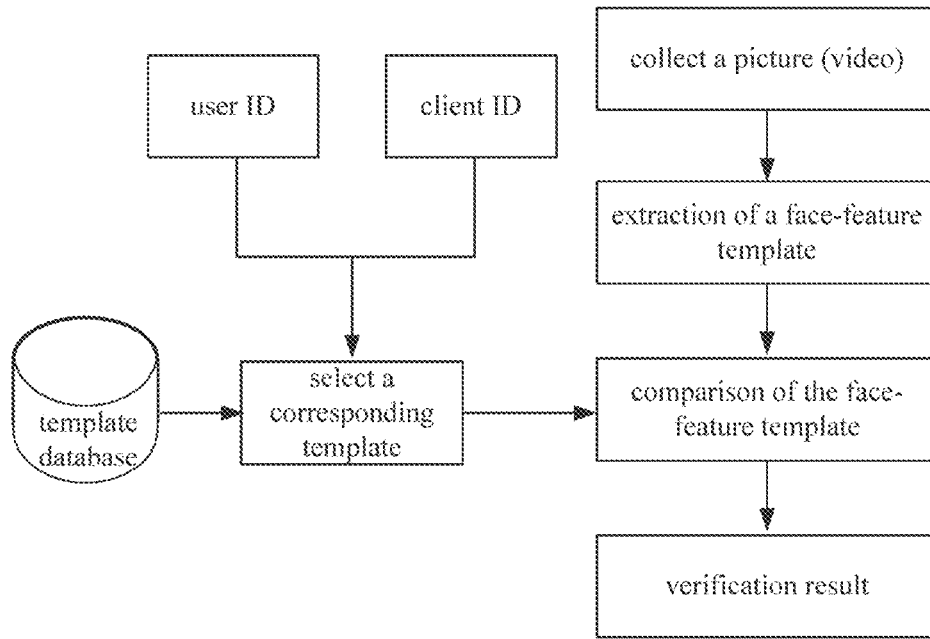 user ID
client ID
collect a picture (video)
extraction of a face-feature
template
template
database
select a
corresponding
template
comparison of the face-
feature template
verification result